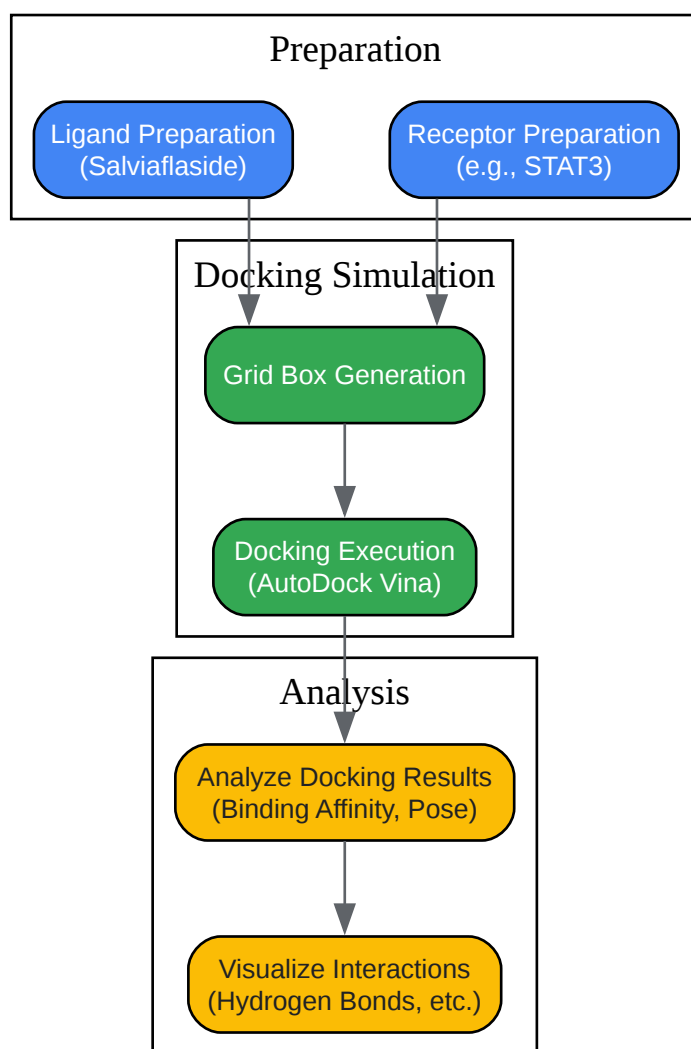 Preparation
Ligand Preparation
(Salviaflaside)
Receptor Preparation
(e.g., STAT3)
Docking Simulation
Grid Box Generation
Docking Execution
(AutoDock Vina)
Analysis
Analyze Docking Results
(Binding Affinity, Pose)
Visualize Interactions
(Hydrogen Bonds, etc.)